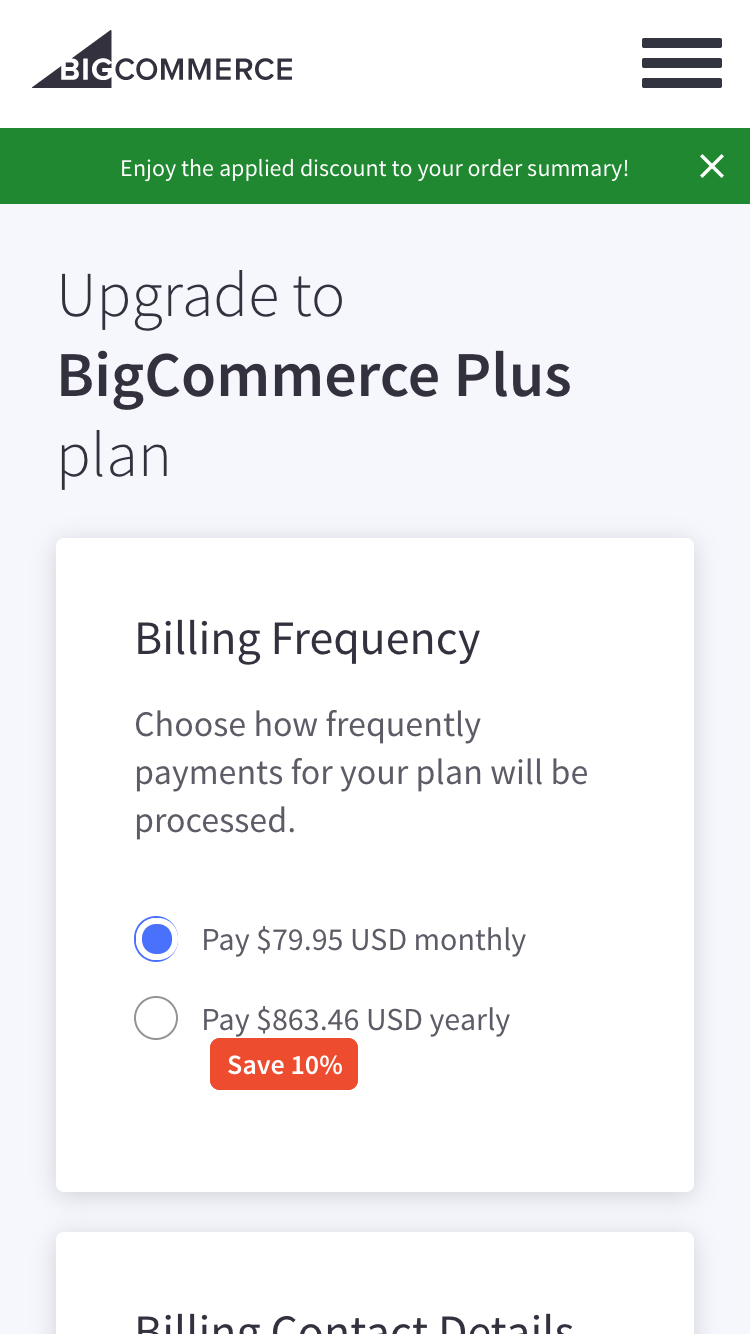 BIGCOMMERCE
Enjoy the applied discount to your order summary!
Upgrade to
BigCommerce Plus
plan
Billing Frequency
Choose how frequently
payments for your plan will be
processed.
Pay $79.95 USD monthly
Pay $863.46 USD yearly
Save 10%
Billing Contact Details